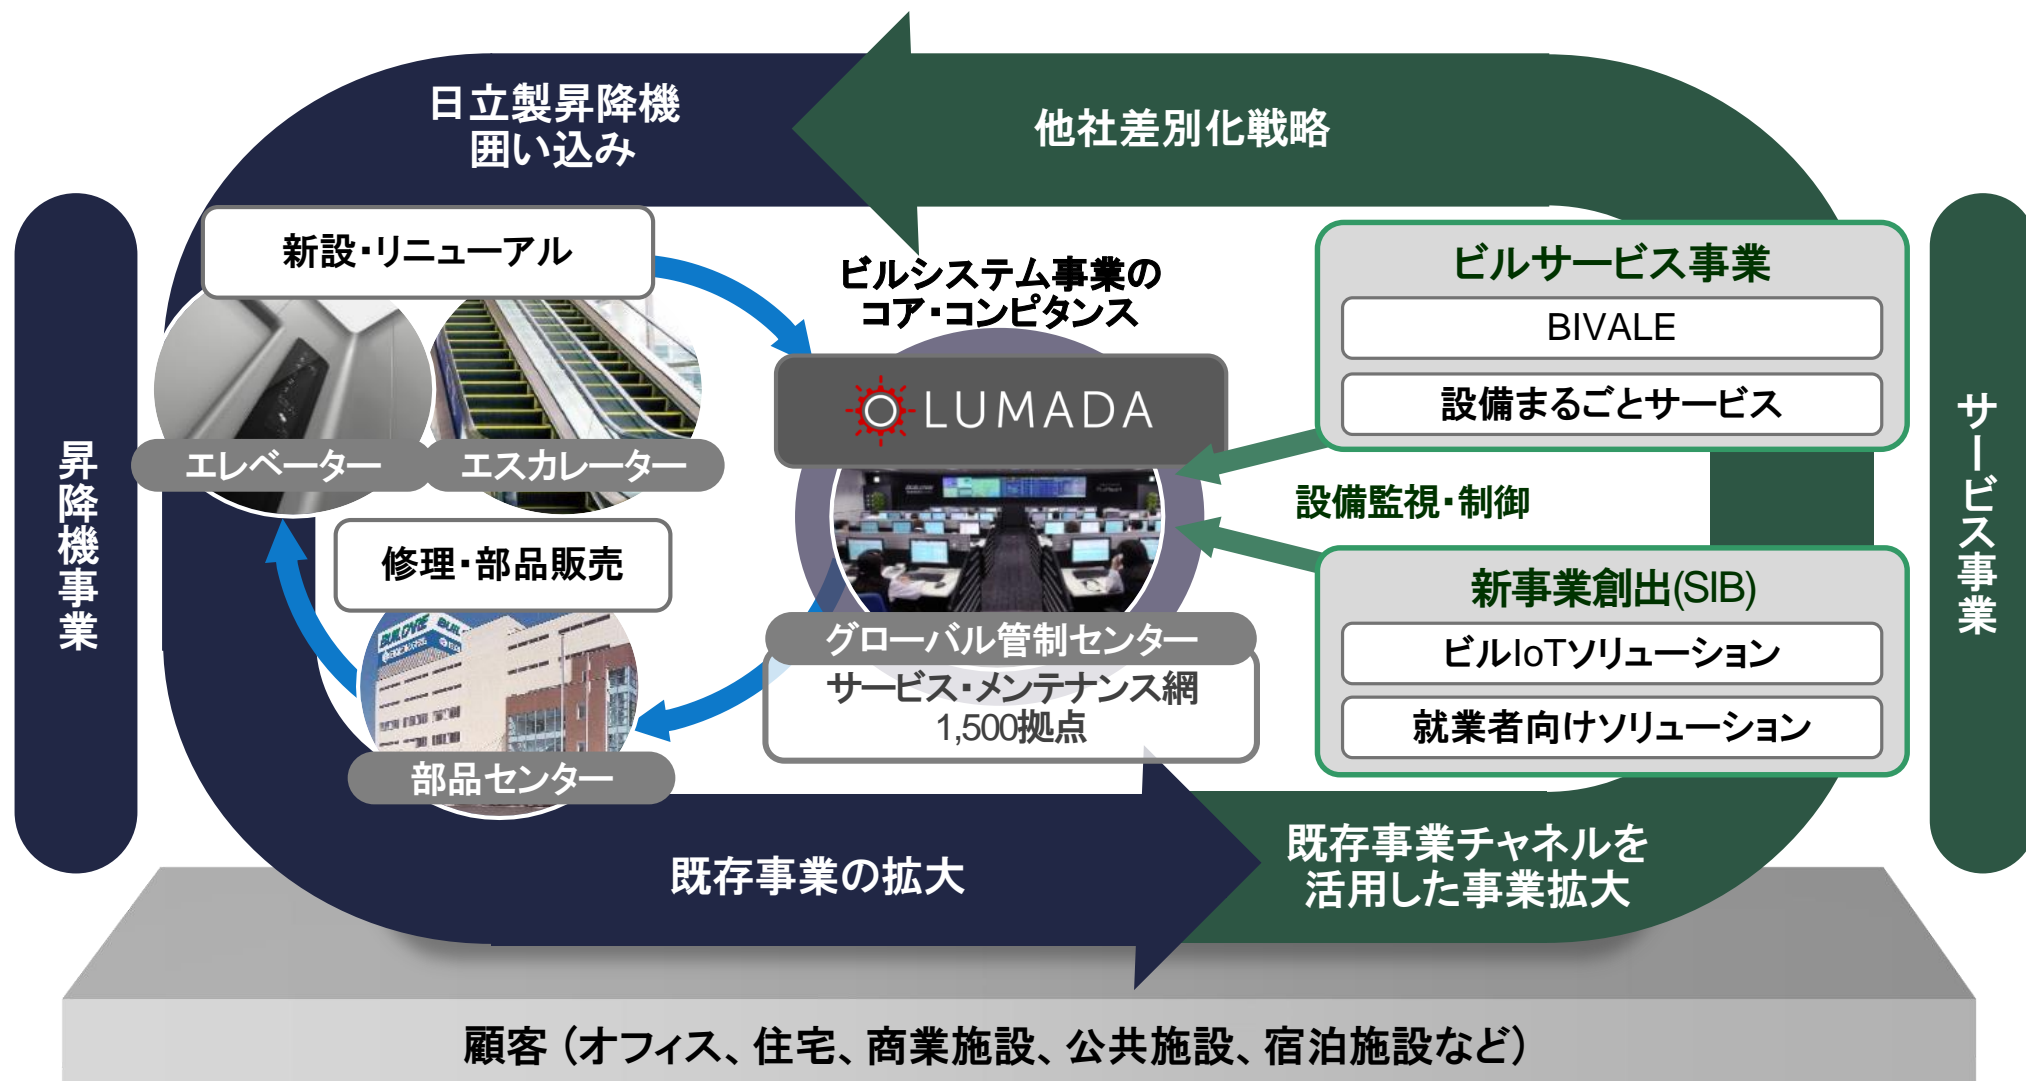 日立製昇降機
囲い込み
他社差別化戦略
昇降機事業
新設・リニューアル
エレベーター
エスカレーター
修理・部品販売
部品センター
ビルシステム事業の
コア・コンピタンス
LUMADA
グローバル管制センター
サービス・メンテナンス網
1,500拠点
ビルサービス事業
BIVALE
設備まるごとサービス
設備監視・制御
新事業創出(SIB)
ビルIoTソリューション
就業者向けソリューション
サービス事業
既存事業の拡大
既存事業チャネルを
活用した事業拡大
顧客（オフィス、住宅、商業施設、公共施設、宿泊施設など）